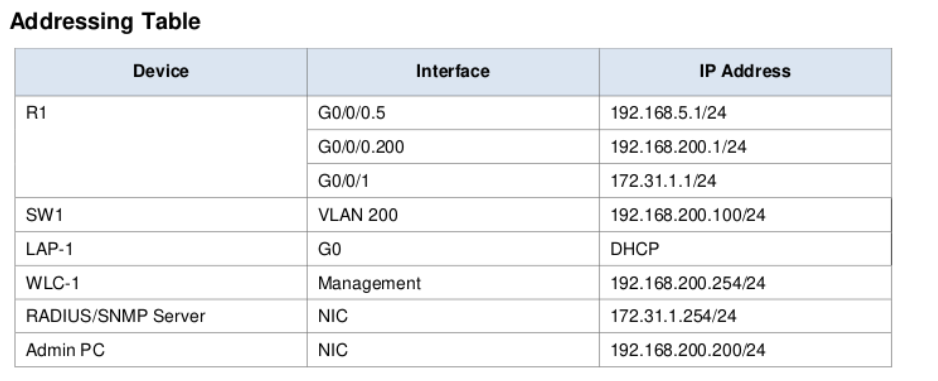 Addressing Table
Device Interface IP Address
R1 G0/0/0.5 192.168.5.1/24
G0/0/0.200 192.168.200.1/24
G0/0/1 172.31.1.1/24
SW1 VLAN 200 192.168.200.100/24
LAP-1 G0 DHCP
WLC-1 Management 192.168.200.254/24
RADIUS/SNMP Server NIC 172.31.1.254/24
Admin PC NIC 192.168.200.200/24